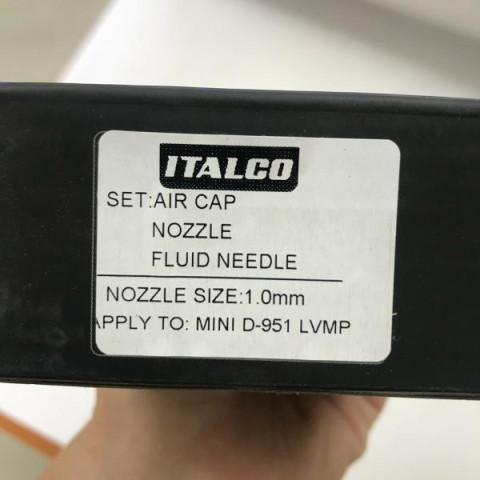 ITALCO
SET:AIR CAP
NOZZLE
FLUID NEEDLE
NOZZLE SIZE:1.0mm
APPLY TO: MINI D-951 LVMP